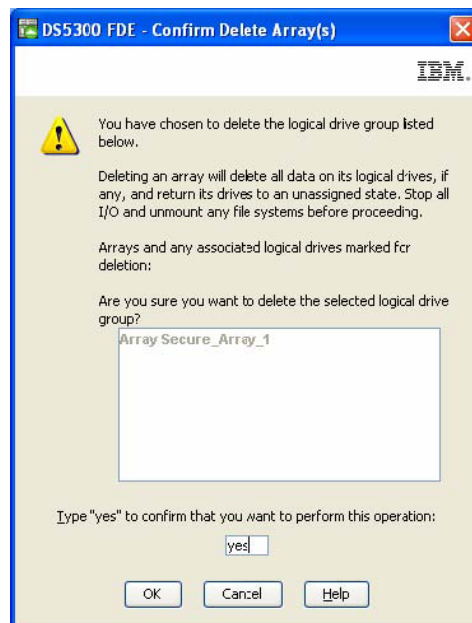 DS5300 FDE - Confirm Delete Array(s)
IBM.
You have chosen to delete the logical drive group listed
below.
Deleting an array will delete all data on its logical drives, if
any, and return its drives to an unassigned state. Stop all
I/O and unmount any file systems before proceeding.
Arrays and any associated logical drives marked for
deletion:
Are you sure you want to delete the selected logical drive
group?
Array Secure_Array_1
Type "yes" to confirm that you want to perform this operation:
yes
OK Cancel Help